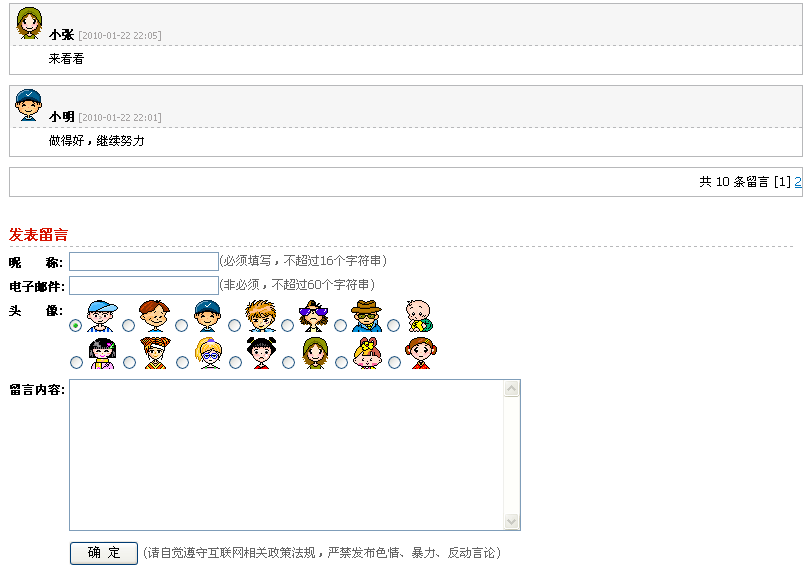 小张 [2010-01-22 22:05]
来看看
小明 [2010-01-22 22:01]
做得好，继续努力
共 10 条留言 [1] 2
发表留言
昵　称: (必须填写，不超过16个字符串)
电子邮件: (非必须，不超过60个字符串)
头　像:
留言内容:
确 定 (请自觉遵守互联网相关政策法规，严禁发布色情、暴力、反动言论)